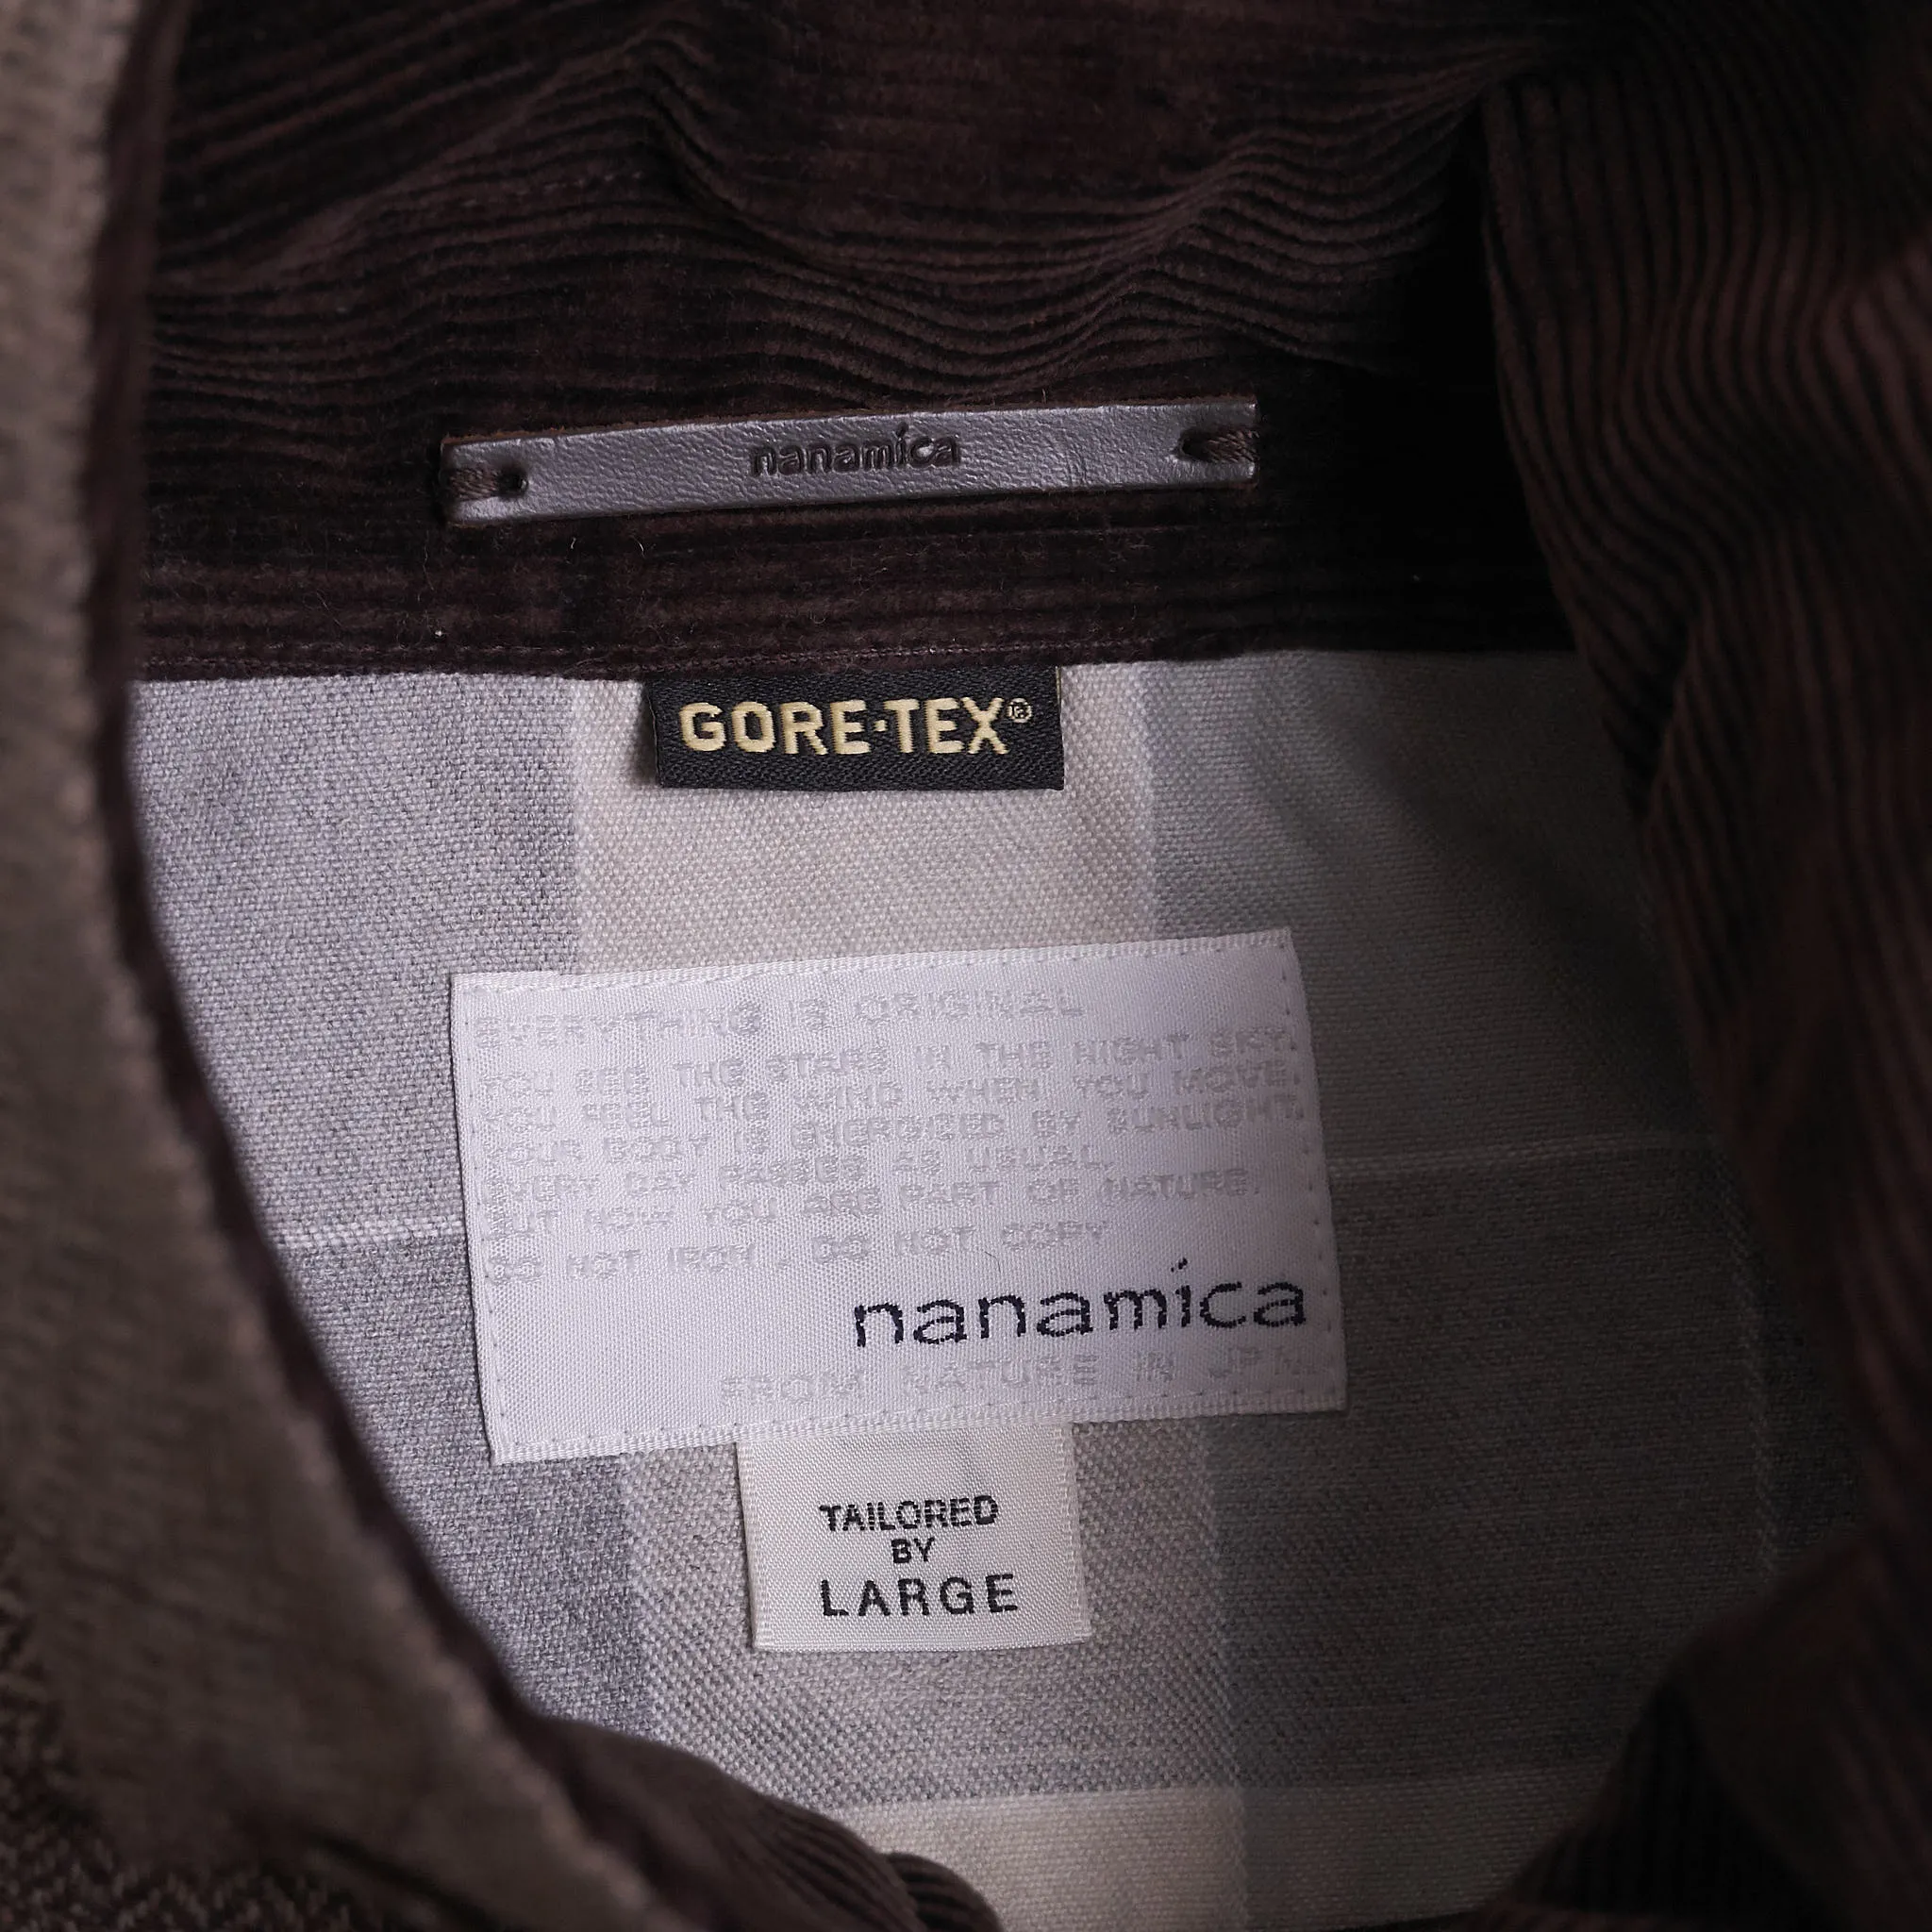 nanamica
GORE-TEX®
EVERYTHING IS ORIGINAL
YOU SEE THE STARS IN THE NIGHT SKY.
YOU FEEL THE WIND WHEN YOU MOVE.
YOUR BODY IS ENERGIZED BY SUNLIGHT.
EVERY DAY PASSES AS USUAL,
BUT NOW YOU ARE PART OF NATURE.
DO NOT IRON, DO NOT COPY
nanamica
FROM NATURE IN JPN.
TAILORED
BY
LARGE